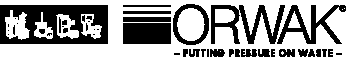 ORWAK®
– PUTTING PRESSURE ON WASTE –